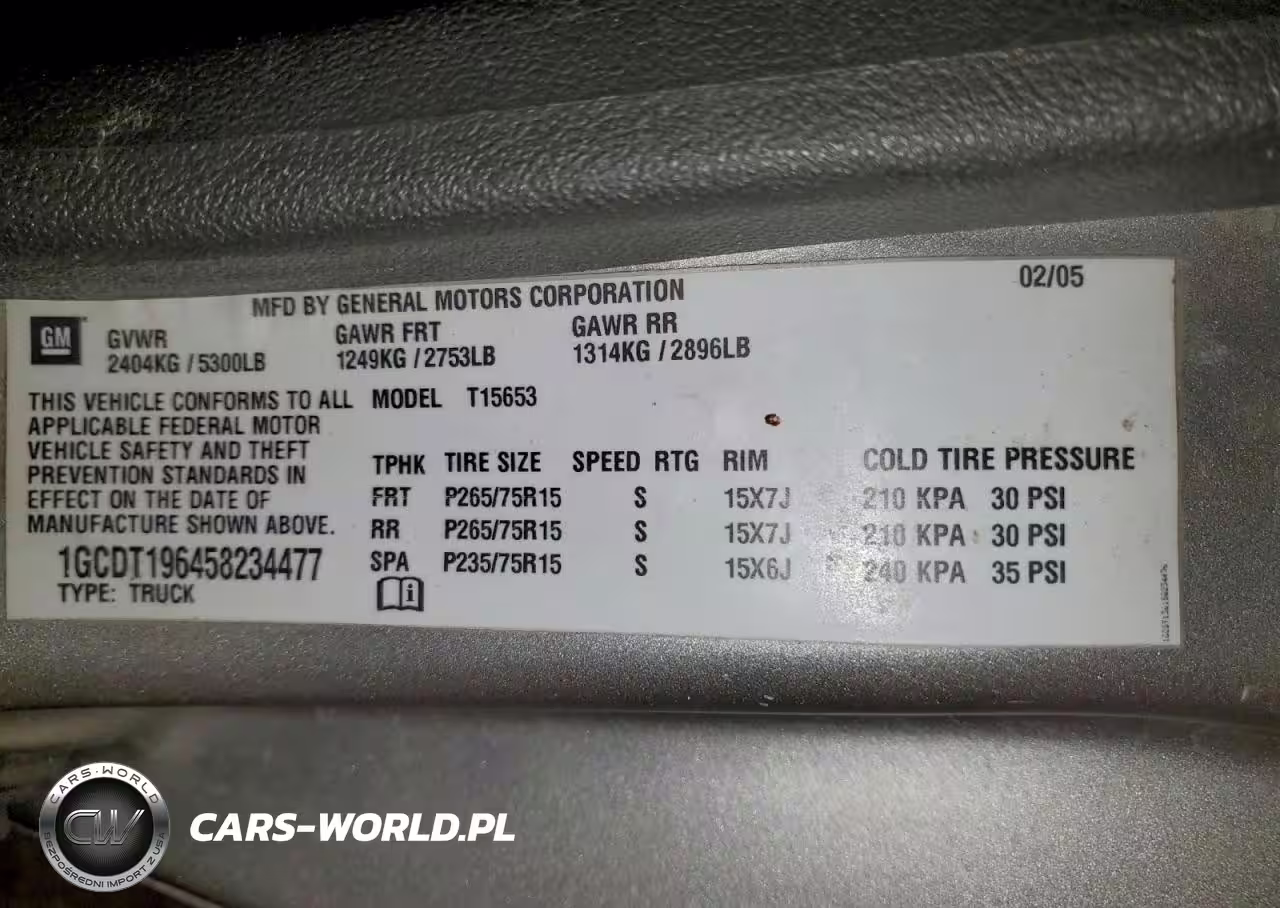 02/05
MFD BY GENERAL MOTORS CORPORATION
GM
GVWR GAWR FRT GAWR RR
2404KG / 5300LB 1249KG / 2753LB 1314KG / 2896LB
THIS VEHICLE CONFORMS TO ALL
APPLICABLE FEDERAL MOTOR
VEHICLE SAFETY AND THEFT
PREVENTION STANDARDS IN
EFFECT ON THE DATE OF
MANUFACTURE SHOWN ABOVE.
1GCDT196458234477
TYPE: TRUCK
MODEL T15653
TPHK TIRE SIZE SPEED RTG RIM COLD TIRE PRESSURE
FRT P265/75R15 S 15X7J 210 KPA 30 PSI
RR P265/75R15 S 15X7J 210 KPA 30 PSI
SPA P235/75R15 S 15X6J 240 KPA 35 PSI
i
CARS-WORLD
CW
BEZPOŚREDNI IMPORT Z USA
CARS-WORLD.PL